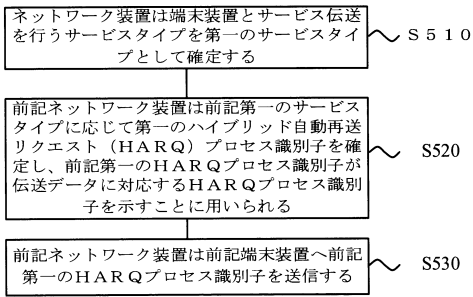 ネットワーク装置は端末装置とサービス伝送
を行うサービスタイプを第一のサービスタイ
プとして確定する
S510
前記ネットワーク装置は前記第一のサービス
タイプに応じて第一のハイブリッド自動再送
リクエスト(HARQ)プロセス識別子を確
定し、前記第一のHARQプロセス識別子が
伝送データに対応するHARQプロセス識別
子を示すことに用いられる
S520
前記ネットワーク装置は前記端末装置へ前記
第一のHARQプロセス識別子を送信する
S530